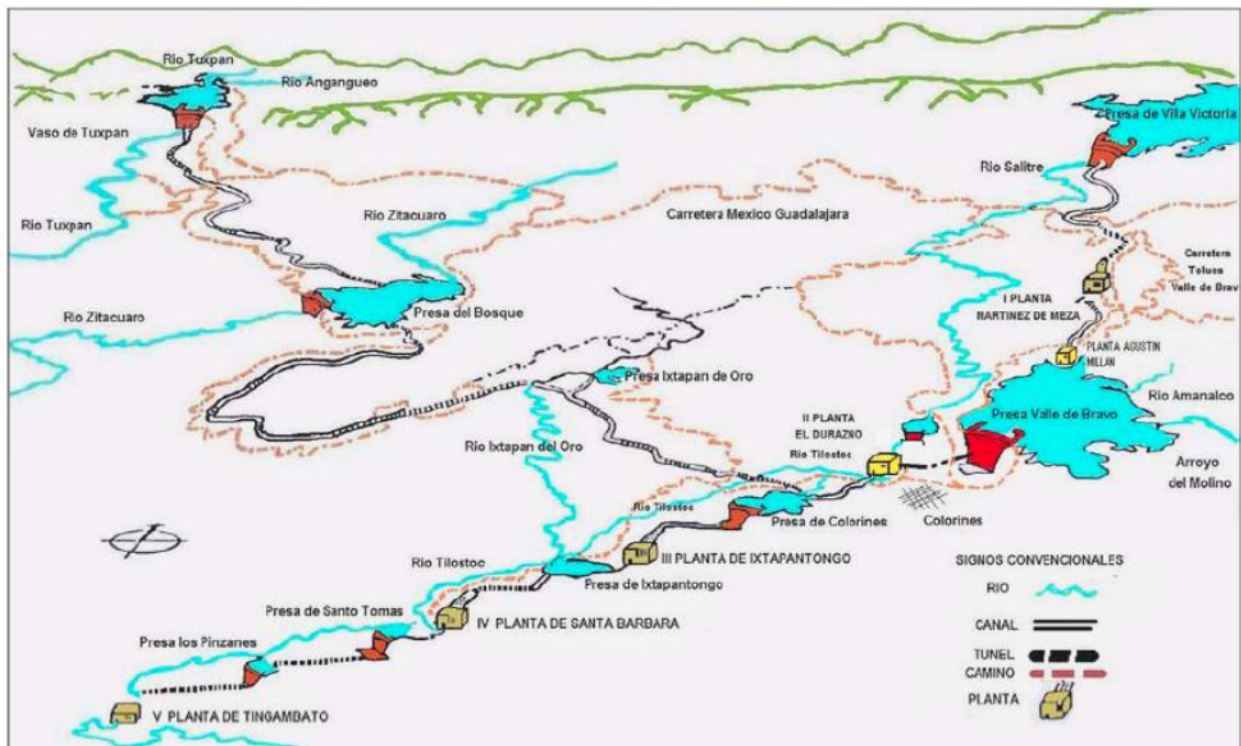 Rio Tuxpan
Rio Angangueo
Vaso de Tuxpan
Presa de Vila Victoria
Rio Salitre
Rio Tuxpan
Rio Zitacuaro
Carretera Mexico Guadalajara
Carretera
Toluca
Valle de Brav
Rio Zitacuaro
Presa del Bosque
I PLANTA
MARTINEZ DE MEZA
PLANTA AGUSTIN
MILLAN
Presa Ixtapan de Oro
Rio Amanalco
Presa Valle de Bravo
II PLANTA
EL DURAZNO
Rio Tilostoc
Rio Ixtapan del Oro
Arroyo
del Molino
Rio Tilostoc
Presa de Colorines
Colorines
Rio Tilostoc
III PLANTA DE IXTAPANTONGO
Presa de Ixtapantongo
Presa de Santo Tomas
IV PLANTA DE SANTA BARBARA
Presa los Pinzanes
V PLANTA DE TINGAMBATO
SIGNOS CONVENCIONALES
RIO
CANAL
TUNEL
CAMINO
PLANTA